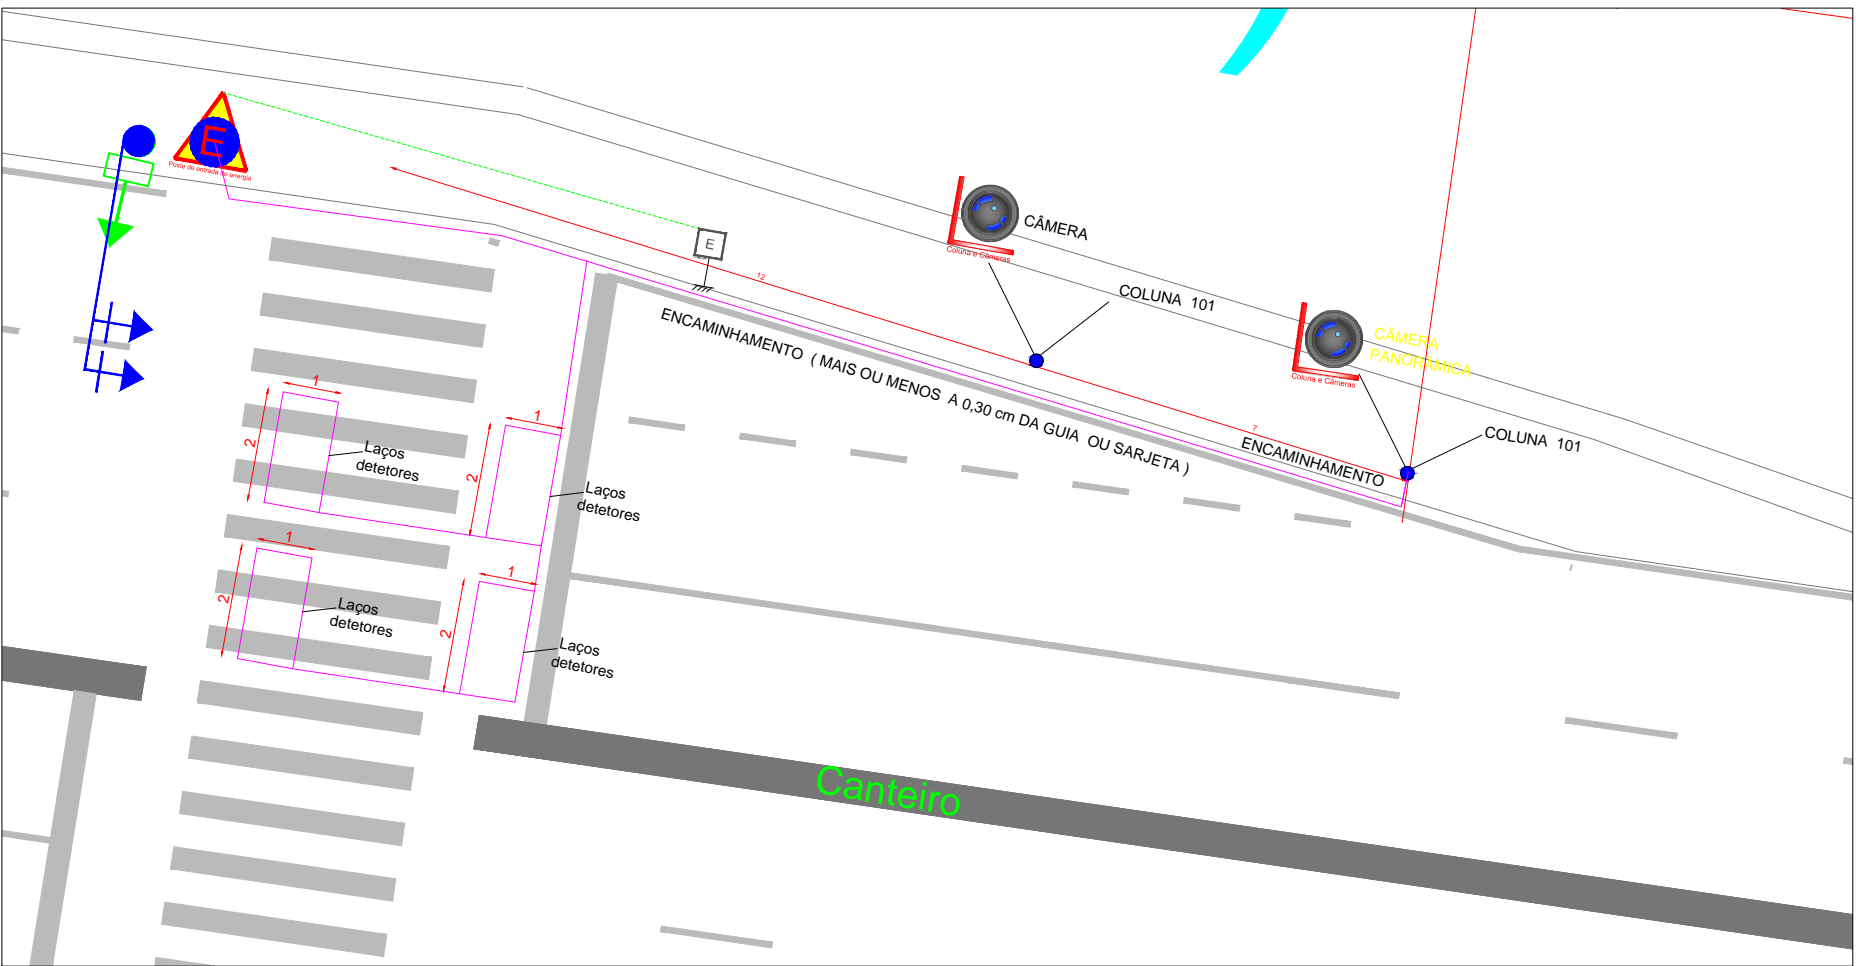 E
Poste de entrada de energia
E
12
CÂMERA
Coluna e Câmeras
COLUNA 101
CÂMERA
PANORÂMICA
Coluna e Câmeras
ENCAMINHAMENTO ( MAIS OU MENOS A 0,30 cm DA GUIA OU SARJETA )
7
ENCAMINHAMENTO
COLUNA 101
1
2
Laços
detetores
1
2
Laços
detetores
1
2
Laços
detetores
1
2
Laços
detetores
Canteiro